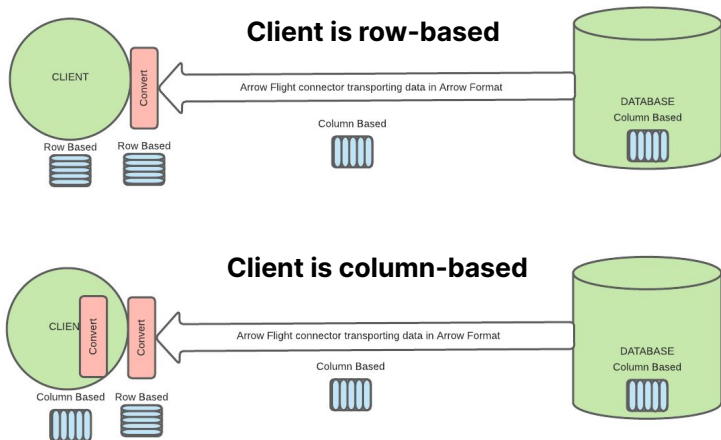 Client is row-based
CLIENT
Convert
Arrow Flight connector transporting data in Arrow Format
DATABASE
Column Based
Column Based
Row Based
Row Based
Client is column-based
CLIEN
Convert
Convert
Arrow Flight connector transporting data in Arrow Format
DATABASE
Column Based
Column Based
Column Based
Row Based